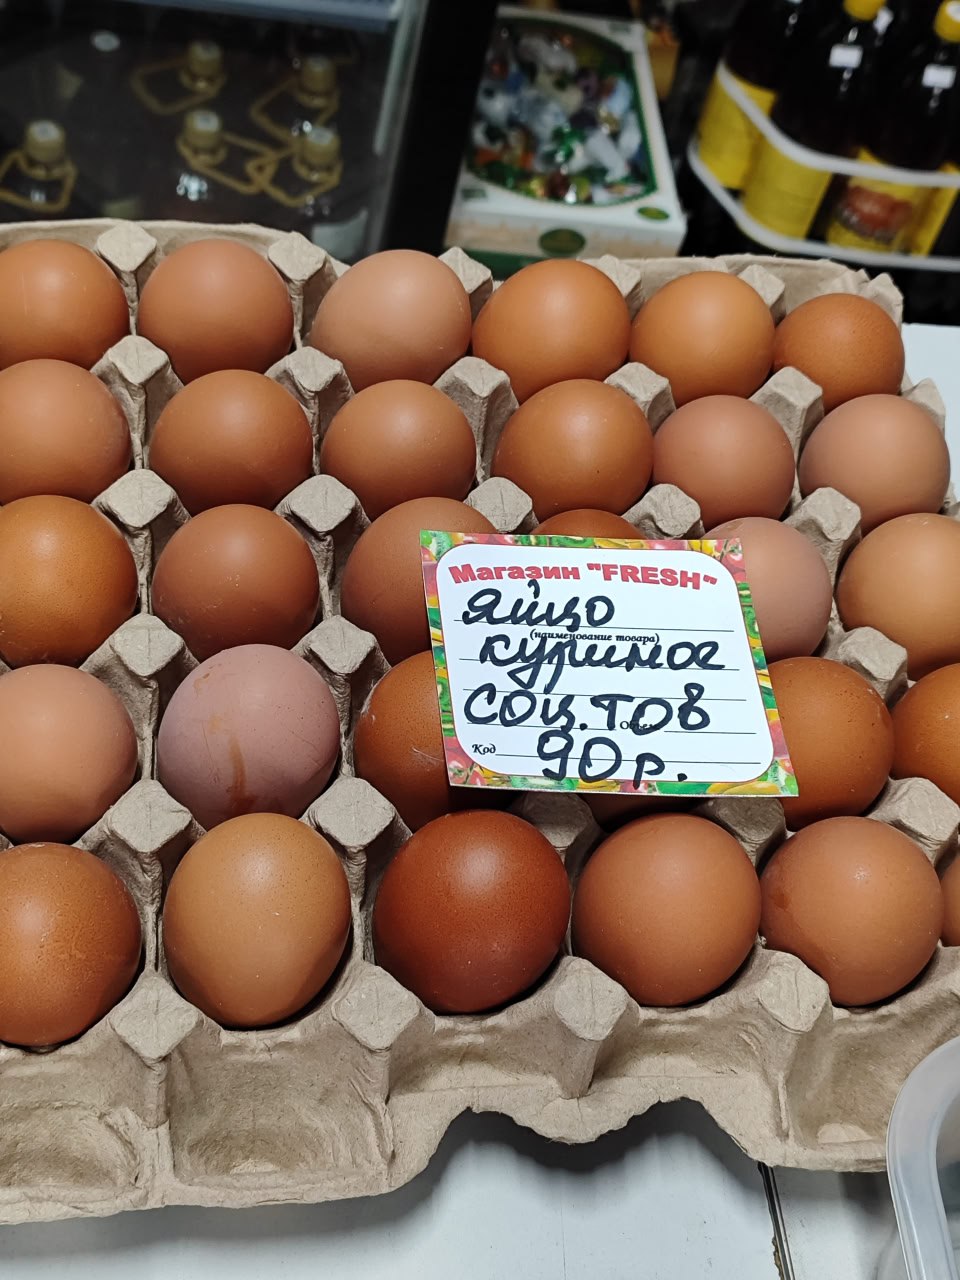 Магазин "FRESH"
яйцо
(наименование товара)
куриное
соц.тов
Код
90р.